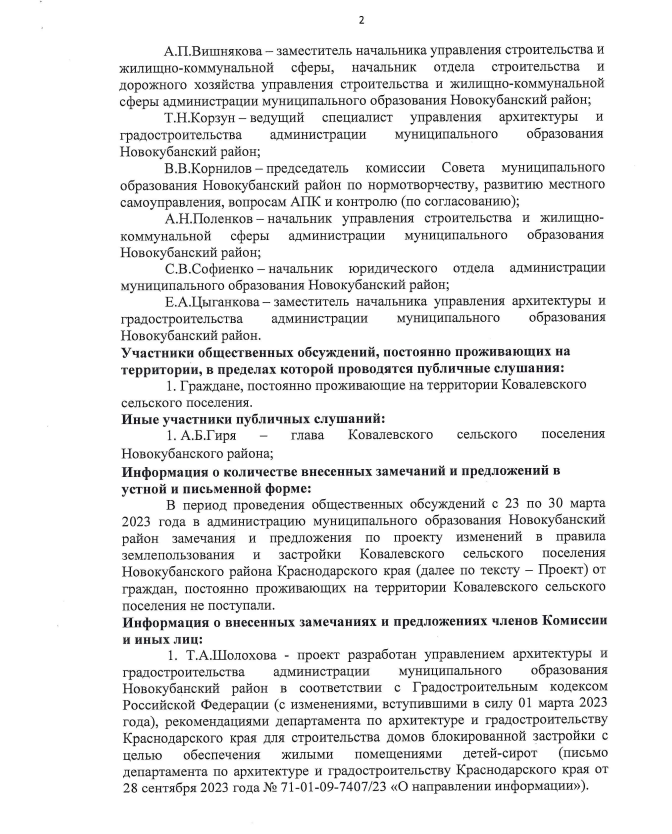 2
А.П.Вишнякова – заместитель начальника управления строительства и
жилищно-коммунальной сферы, начальник отдела строительства и
дорожного хозяйства управления строительства и жилищно-коммунальной
сферы администрации муниципального образования Новокубанский район;
Т.Н.Корзун – ведущий специалист управления архитектуры и
градостроительства администрации муниципального образования
Новокубанский район;
В.В.Корнилов – председатель комиссии Совета муниципального
образования Новокубанский район по нормотворчеству, развитию местного
самоуправления, вопросам АПК и контролю (по согласованию);
А.Н.Поленков – начальник управления строительства и жилищно-
коммунальной сферы администрации муниципального образования
Новокубанский район;
С.В.Софиенко – начальник юридического отдела администрации
муниципального образования Новокубанский район;
Е.А.Цыганкова – заместитель начальника управления архитектуры и
градостроительства администрации муниципального образования
Новокубанский район.
Участники общественных обсуждений, постоянно проживающих на
территории, в пределах которой проводятся публичные слушания:
1. Граждане, постоянно проживающие на территории Ковалевского
сельского поселения.
Иные участники публичных слушаний:
1. А.Б.Гиря – глава Ковалевского сельского поселения
Новокубанского района;
Информация о количестве внесенных замечаний и предложений в
устной и письменной форме:
В период проведения общественных обсуждений с 23 по 30 марта
2023 года в администрацию муниципального образования Новокубанский
район замечания и предложения по проекту изменений в правила
землепользования и застройки Ковалевского сельского поселения
Новокубанского района Краснодарского края (далее по тексту – Проект) от
граждан, постоянно проживающих на территории Ковалевского сельского
поселения не поступали.
Информация о внесенных замечаниях и предложениях членов Комиссии
и иных лиц:
1. Т.А.Шолохова - проект разработан управлением архитектуры и
градостроительства администрации муниципального образования
Новокубанский район в соответствии с Градостроительным кодексом
Российской Федерации (с изменениями, вступившими в силу 01 марта 2023
года), рекомендациями департамента по архитектуре и градостроительству
Краснодарского края для строительства домов блокированной застройки с
целью обеспечения жилыми помещениями детей-сирот (письмо
департамента по архитектуре и градостроительству Краснодарского края от
28 сентября 2023 года № 71-01-09-7407/23 «О направлении информации»).